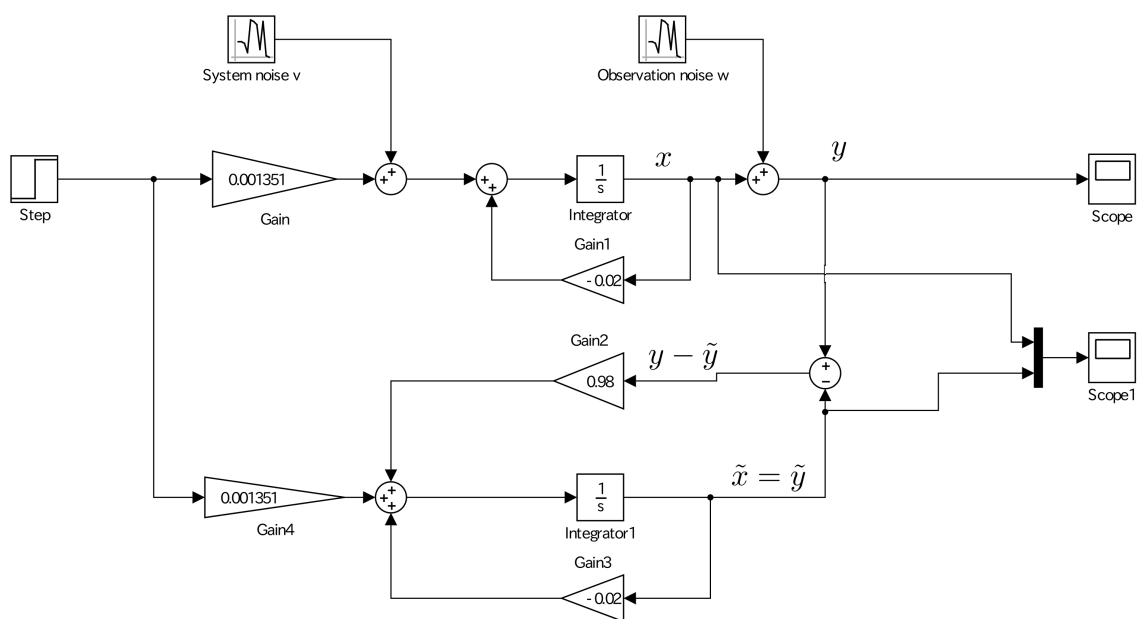 System noise v
Observation noise w
x
y
0.001351
1
s
Step
Gain
Integrator
Scope
Gain1
- 0.02
Gain2
y − ỹ
0.98
Scope1
x̃ = ỹ
0.001351
1
s
Gain4
Integrator1
Gain3
- 0.02